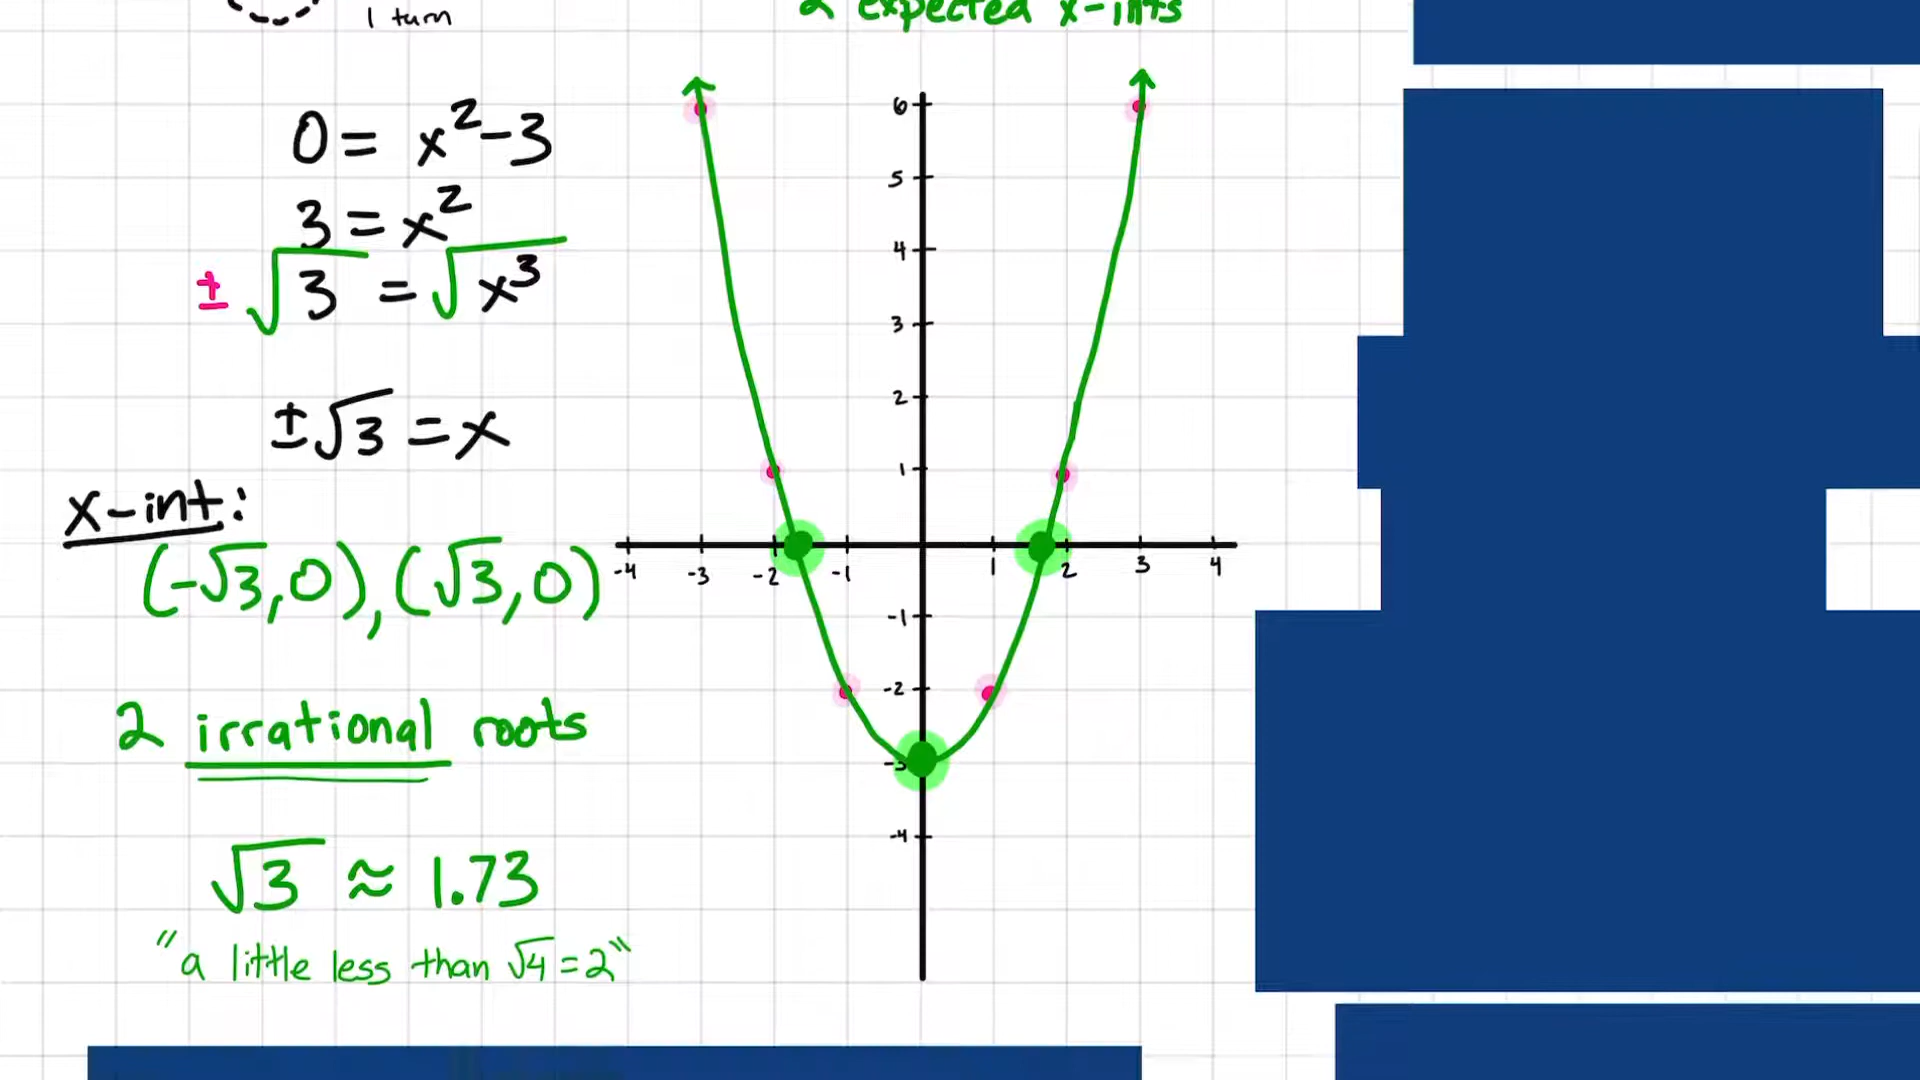 1 turn
2 expected x-ints
0 = x²-3
3 = x²
± √3 = √x³
±√3 = x
x-int:
(-√3,0), (√3,0)
2 irrational roots
√3 ≈ 1.73
"a little less than √4 = 2"
6
5
4
3
2
1
-4 -3 -2 -1 1 2 3 4
-1
-2
-3
-4